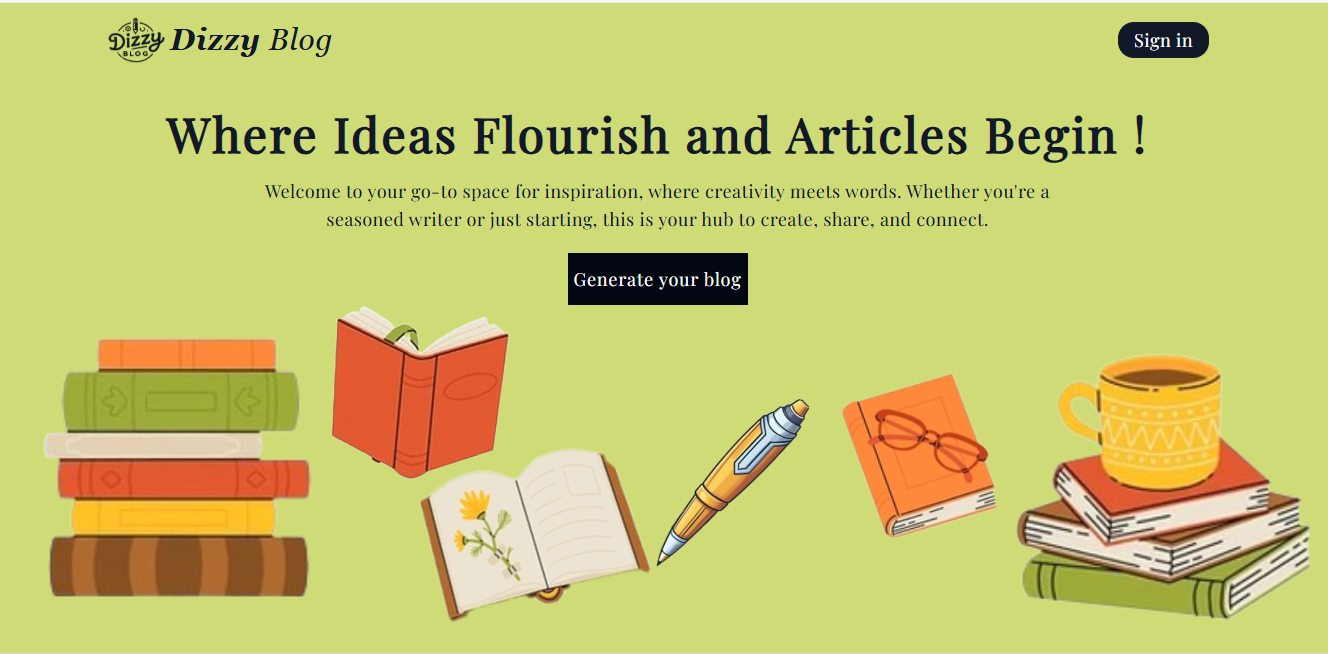 Dizzy
BLOG
Dizzy Blog
Sign in
Where Ideas Flourish and Articles Begin !
Welcome to your go-to space for inspiration, where creativity meets words. Whether you're a
seasoned writer or just starting, this is your hub to create, share, and connect.
Generate your blog